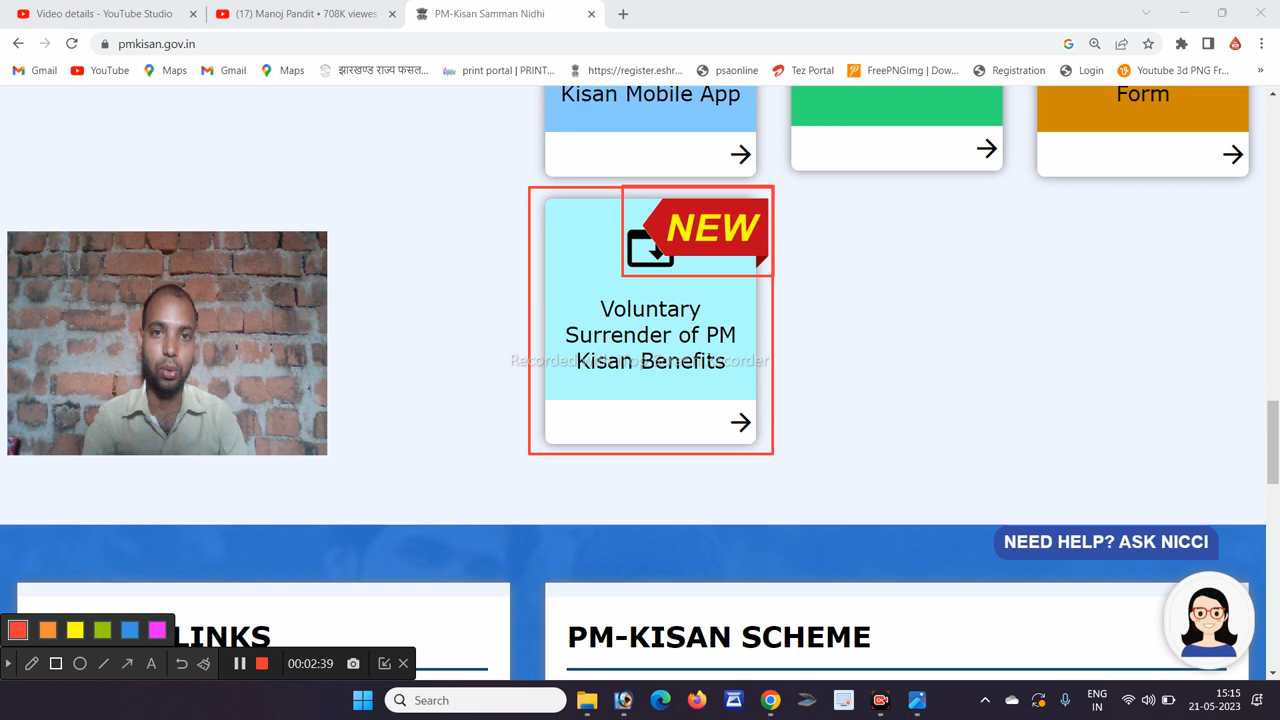 Video details - YouTube Studio
(17) Manoj Pandit • 708K viewes
PM-Kisan Samman Nidhi
pmkisan.gov.in
Gmail
YouTube
Maps
Gmail
Maps
झारखण्ड राज्य फसल...
print portal | PRINT...
https://register.eshr...
psaonline
Tez Portal
FreePNGImg | Dow...
Registration
Login
Youtube 3d PNG Fr...
»
Kisan Mobile App
Form
NEW
Voluntary
Surrender of PM
Kisan Benefits
NEED HELP? ASK NICCI
LINKS
PM-KISAN SCHEME
A
00:02:39
Search
ENG
IN
15:15
21-05-2023